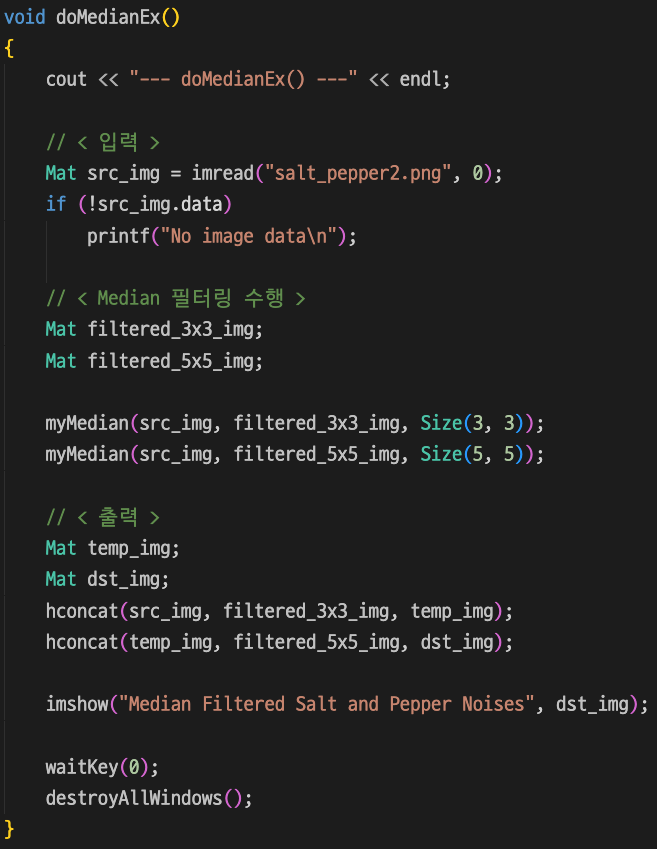 void doMedianEx()
{
    cout << "--- doMedianEx() ---" << endl;
    // < 입력 >
    Mat src_img = imread("salt_pepper2.png", 0);
    if (!src_img.data)
        printf("No image data\n");
    // < Median 필터링 수행 >
    Mat filtered_3x3_img;
    Mat filtered_5x5_img;
    myMedian(src_img, filtered_3x3_img, Size(3, 3));
    myMedian(src_img, filtered_5x5_img, Size(5, 5));
    // < 출력 >
    Mat temp_img;
    Mat dst_img;
    hconcat(src_img, filtered_3x3_img, temp_img);
    hconcat(temp_img, filtered_5x5_img, dst_img);
    imshow("Median Filtered Salt and Pepper Noises", dst_img);
    waitKey(0);
    destroyAllWindows();
}